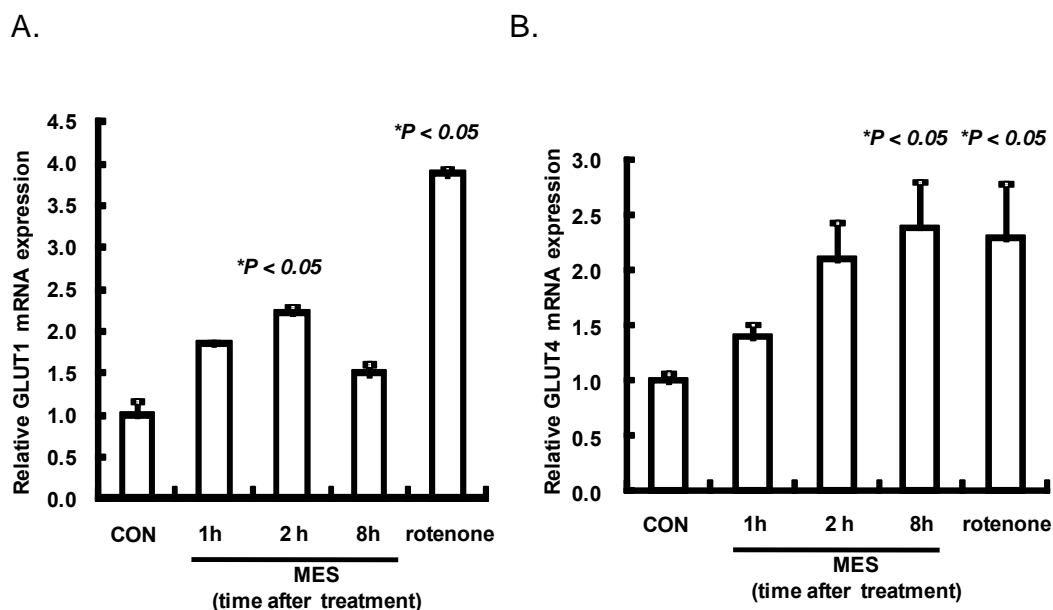 A.
*P < 0.05
*P < 0.05
Relative GLUT1 mRNA expression
4.5
4.0
3.5
3.0
2.5
2.0
1.5
1.0
0.5
0.0
CON 1h 2 h 8h rotenone
MES
(time after treatment)
B.
*P < 0.05 *P < 0.05
Relative GLUT4 mRNA expression
3.0
2.5
2.0
1.5
1.0
0.5
0.0
CON 1h 2 h 8h rotenone
MES
(time after treatment)